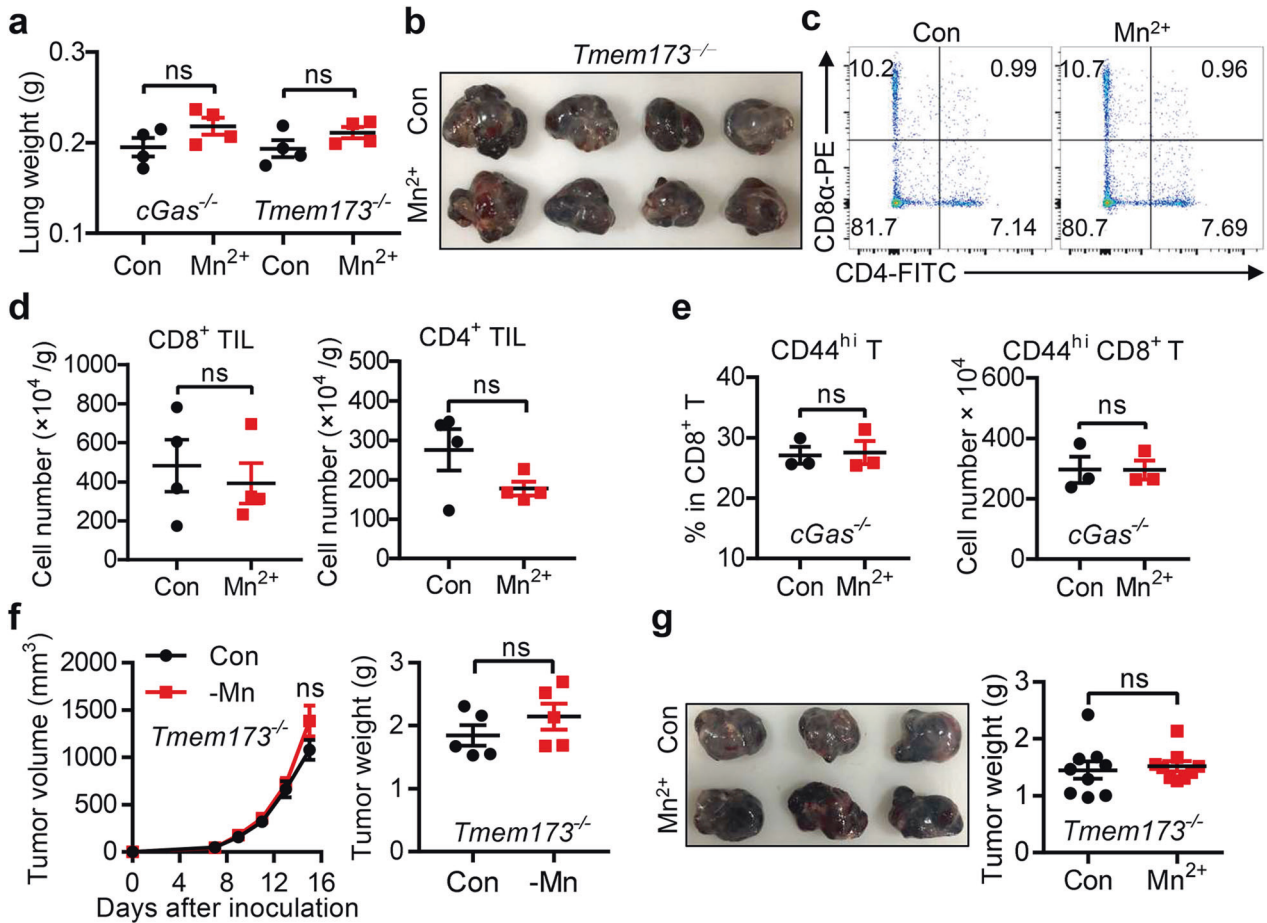 a
Lung weight (g)
0.3
0.2
0.1
ns
ns
cGas⁻/⁻
Tmem173⁻/⁻
Con
Mn²⁺
Con
Mn²⁺
b
Tmem173⁻/⁻
Con
Mn²⁺
c
Con
Mn²⁺
10.2
0.99
81.7
7.14
10.7
0.96
80.7
7.69
CD8α-PE
CD4-FITC
d
CD8⁺ TIL
Cell number (×10⁴ /g)
1000
800
600
400
200
0
ns
Con
Mn²⁺
CD4⁺ TIL
Cell number (×10⁴ /g)
500
400
300
200
100
0
ns
Con
Mn²⁺
e
CD44ʰⁱ T
% in CD8⁺ T
40
30
20
10
ns
cGas⁻/⁻
Con
Mn²⁺
CD44ʰⁱ CD8⁺ T
Cell number × 10⁴
600
300
0
ns
cGas⁻/⁻
Con
Mn²⁺
f
Tumor volume (mm³)
2000
1500
1000
500
0
Con
-Mn
ns
Tmem173⁻/⁻
0 4 8 12 16
Days after inoculation
Tumor weight (g)
3
2
1
0
ns
Tmem173⁻/⁻
Con
-Mn
g
Con
Mn²⁺
Tumor weight (g)
3
2
1
0
ns
Tmem173⁻/⁻
Con
Mn²⁺